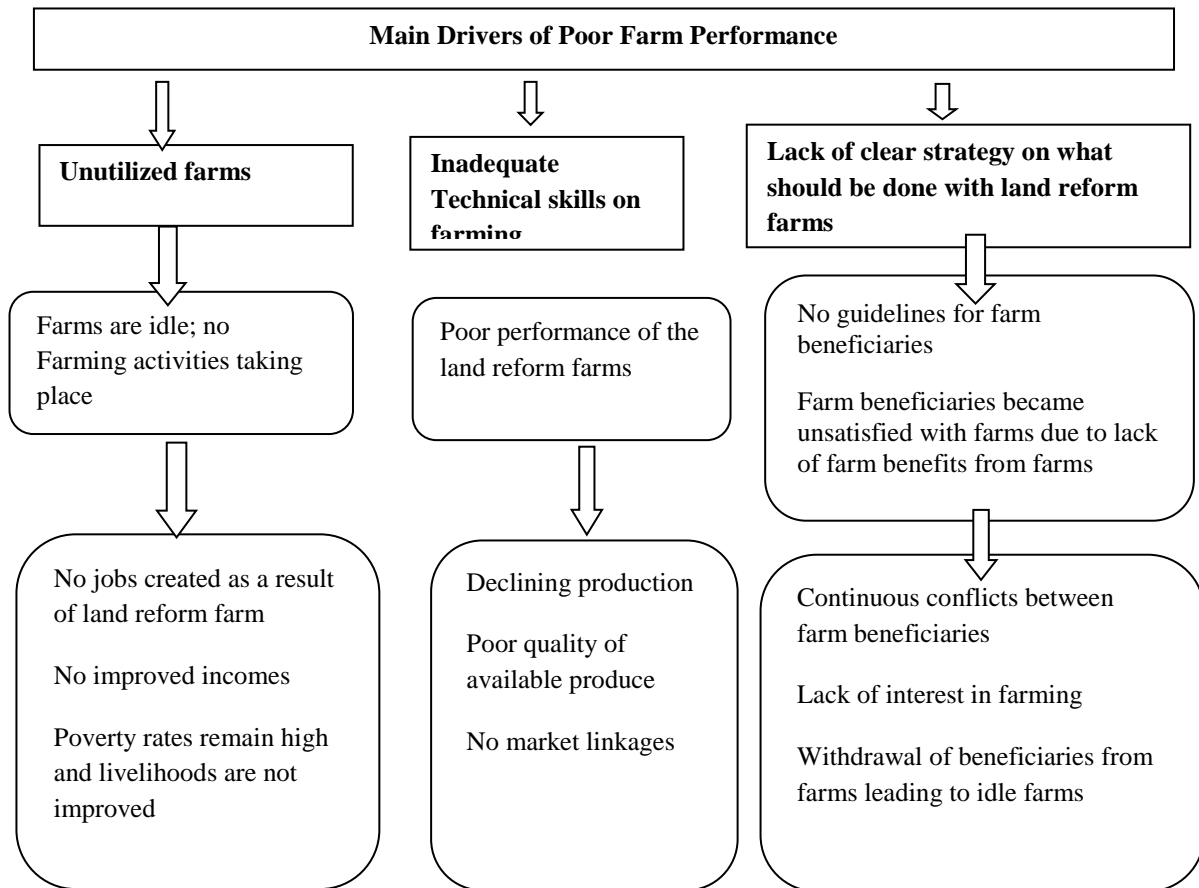 Main Drivers of Poor Farm Performance
Unutilized farms
Inadequate
Technical skills on
farming
Lack of clear strategy on what
should be done with land reform
farms
Farms are idle; no
Farming activities taking
place
Poor performance of the
land reform farms
No guidelines for farm
beneficiaries
Farm beneficiaries became
unsatisfied with farms due to lack
of farm benefits from farms
No jobs created as a result
of land reform farm
No improved incomes
Poverty rates remain high
and livelihoods are not
improved
Declining production
Poor quality of
available produce
No market linkages
Continuous conflicts between
farm beneficiaries
Lack of interest in farming
Withdrawal of beneficiaries from
farms leading to idle farms